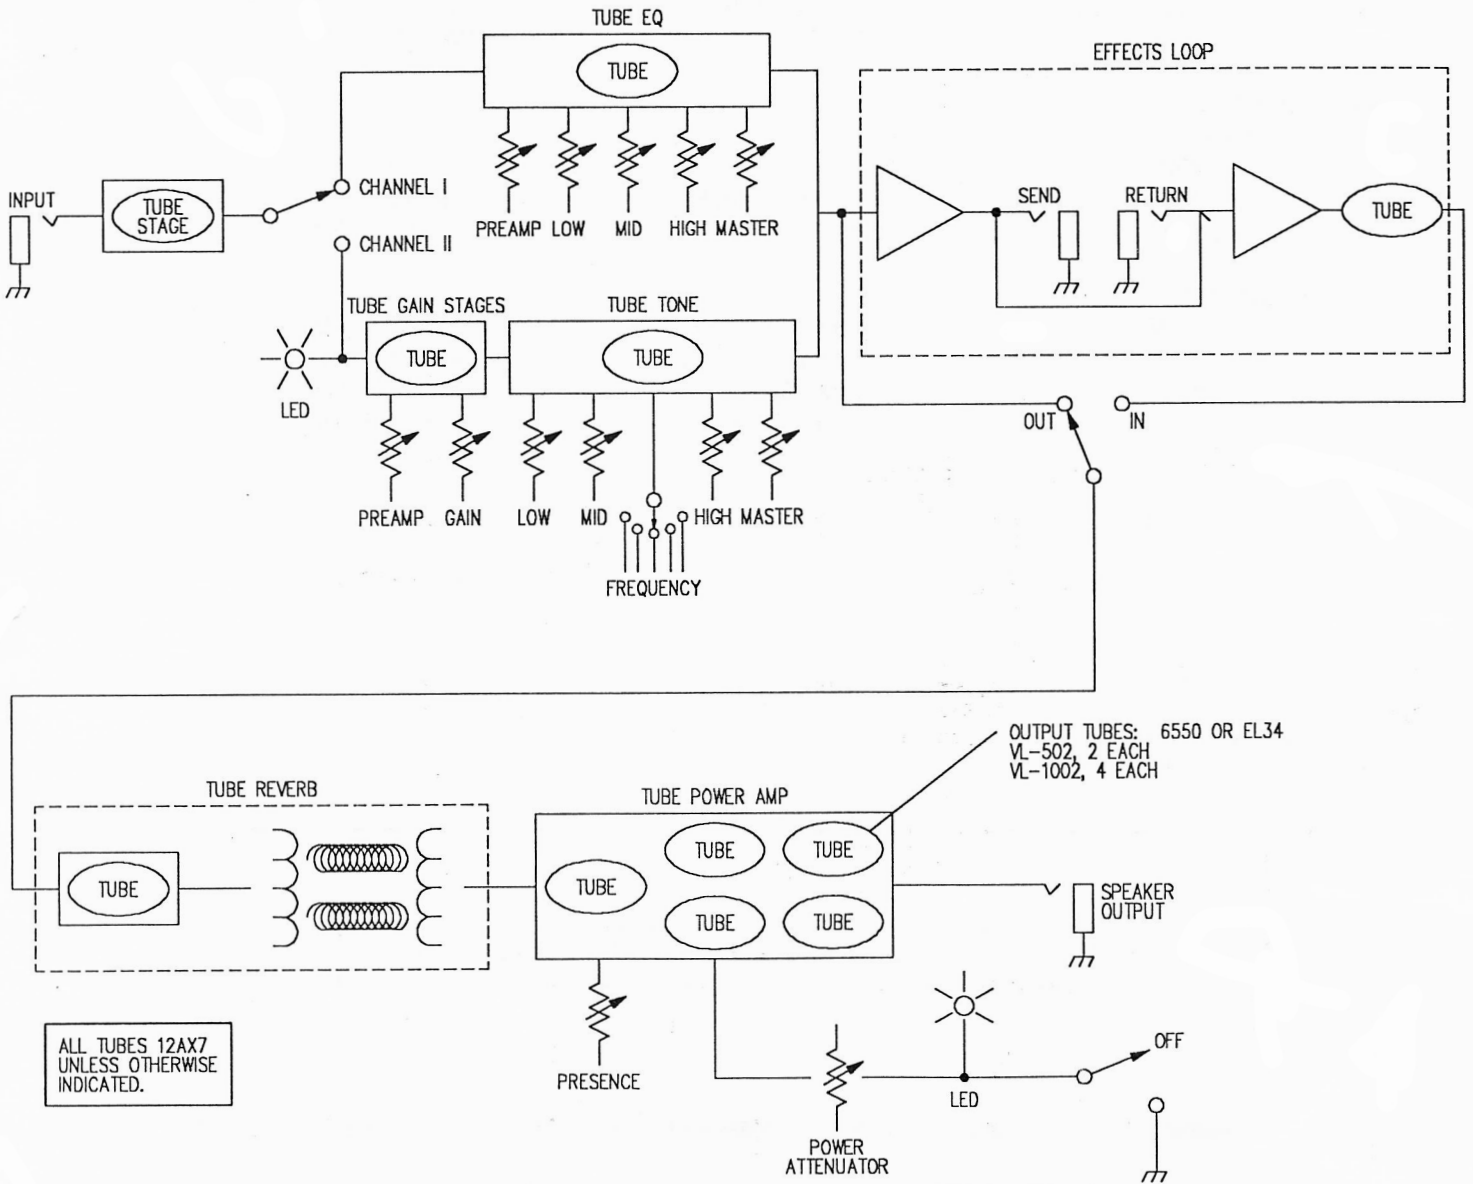 TUBE EQ
TUBE
EFFECTS LOOP
INPUT
TUBE
STAGE
CHANNEL I
CHANNEL II
PREAMP LOW MID HIGH MASTER
SEND
RETURN
TUBE
TUBE GAIN STAGES
TUBE TONE
TUBE
TUBE
LED
OUT
IN
PREAMP GAIN LOW MID HIGH MASTER
FREQUENCY
OUTPUT TUBES: 6550 OR EL34
VL-502, 2 EACH
VL-1002, 4 EACH
TUBE REVERB
TUBE POWER AMP
TUBE
TUBE
TUBE
TUBE
TUBE
TUBE
SPEAKER
OUTPUT
PRESENCE
ALL TUBES 12AX7
UNLESS OTHERWISE
INDICATED.
LED
OFF
POWER
ATTENUATOR